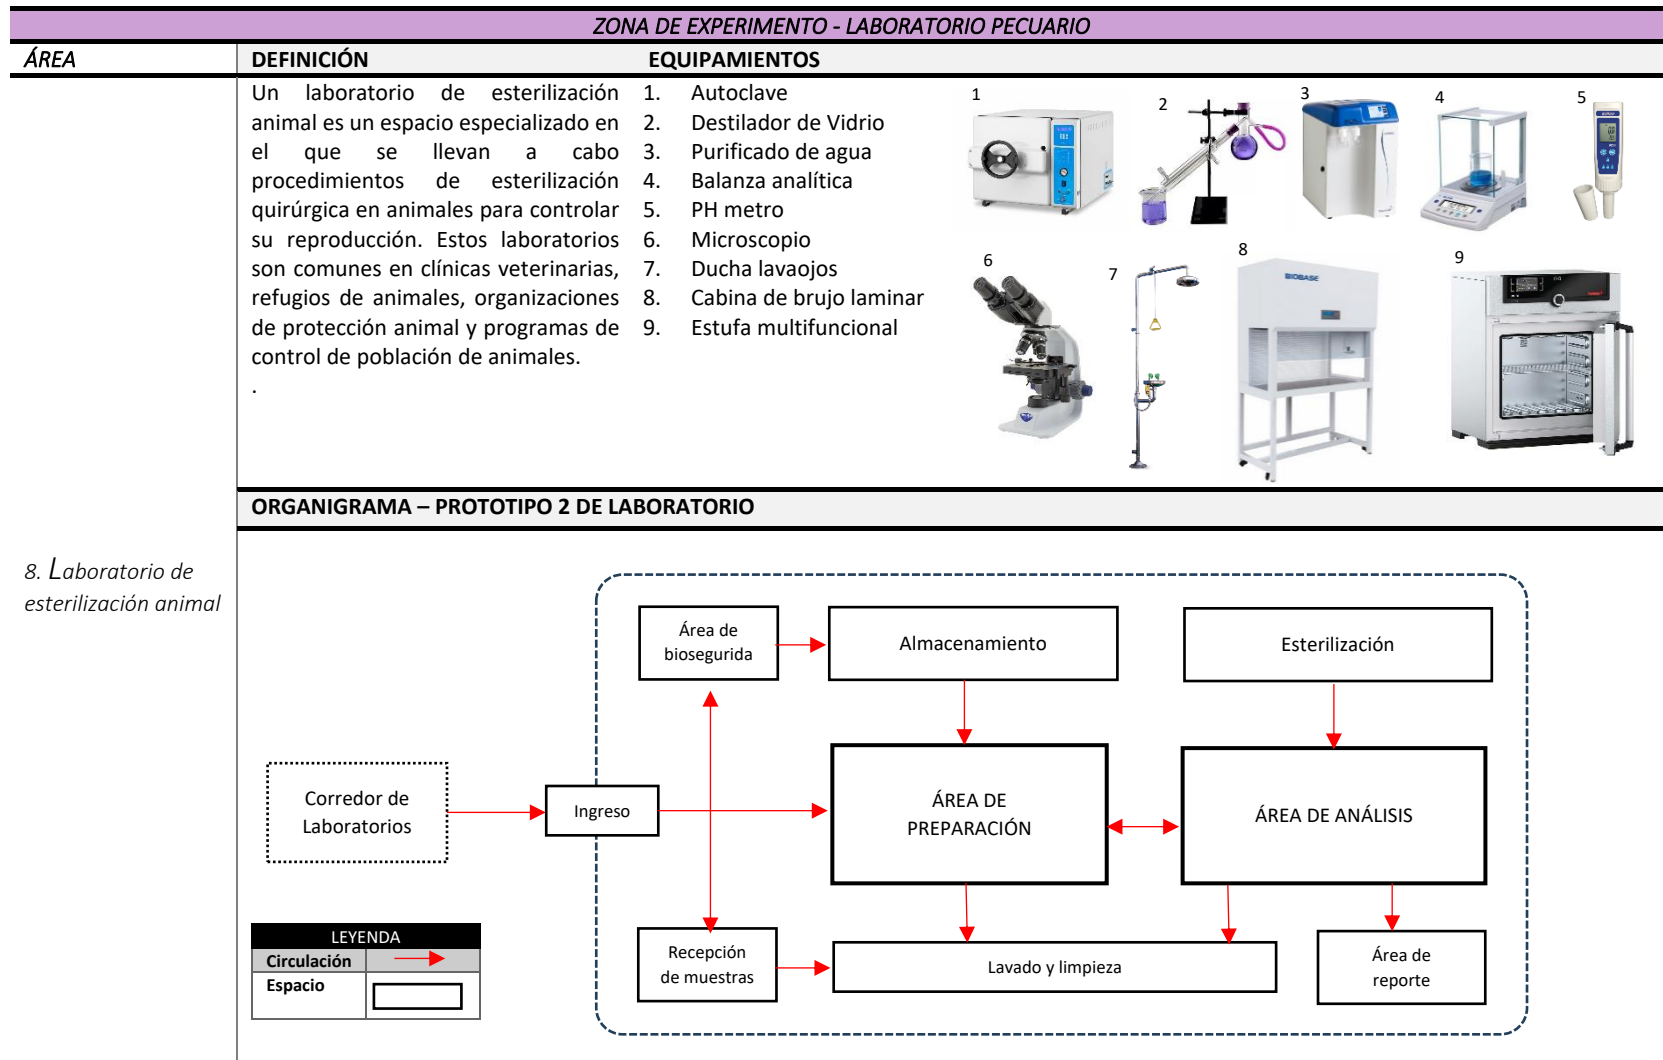 ZONA DE EXPERIMENTO - LABORATORIO PECUARIO
ÁREA
DEFINICIÓN
EQUIPAMIENTOS
Un laboratorio de esterilización
animal es un espacio especializado en
el que se llevan a cabo
procedimientos de esterilización
quirúrgica en animales para controlar
su reproducción. Estos laboratorios
son comunes en clínicas veterinarias,
refugios de animales, organizaciones
de protección animal y programas de
control de población de animales.
.
1. Autoclave
2. Destilador de Vidrio
3. Purificado de agua
4. Balanza analítica
5. PH metro
6. Microscopio
7. Ducha lavaojos
8. Cabina de brujo laminar
9. Estufa multifuncional
1
2
3
4
5
6
7
8
9
BIOBASE
ORGANIGRAMA – PROTOTIPO 2 DE LABORATORIO
8. Laboratorio de
esterilización animal
Área de
biosegurida
Almacenamiento
Esterilización
Corredor de
Laboratorios
Ingreso
ÁREA DE
PREPARACIÓN
ÁREA DE ANÁLISIS
Recepción
de muestras
Lavado y limpieza
Área de
reporte
LEYENDA
Circulación
Espacio